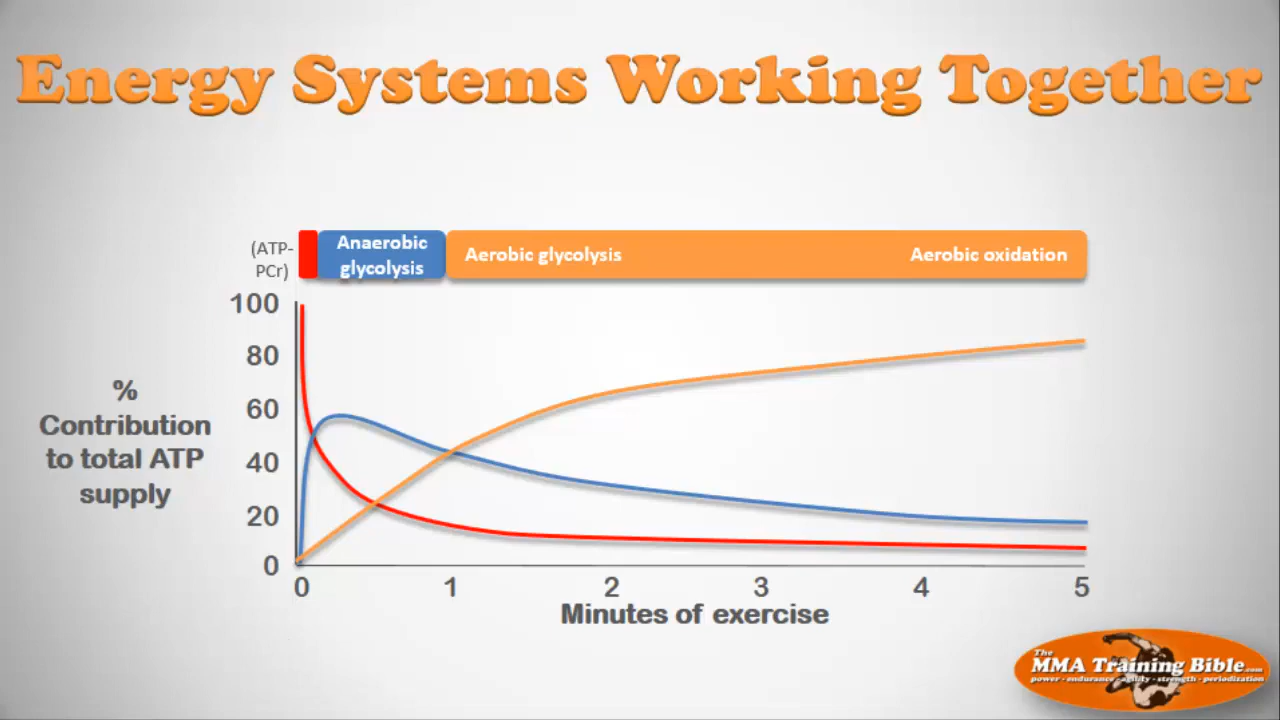 Energy Systems Working Together
(ATP-
PCr)
Anaerobic
glycolysis
Aerobic glycolysis
Aerobic oxidation
100
80
60
40
20
0
%
Contribution
to total ATP
supply
0 1 2 3 4 5
Minutes of exercise
The
MMA Training Bible.com
power - endurance - agility - strength - periodization